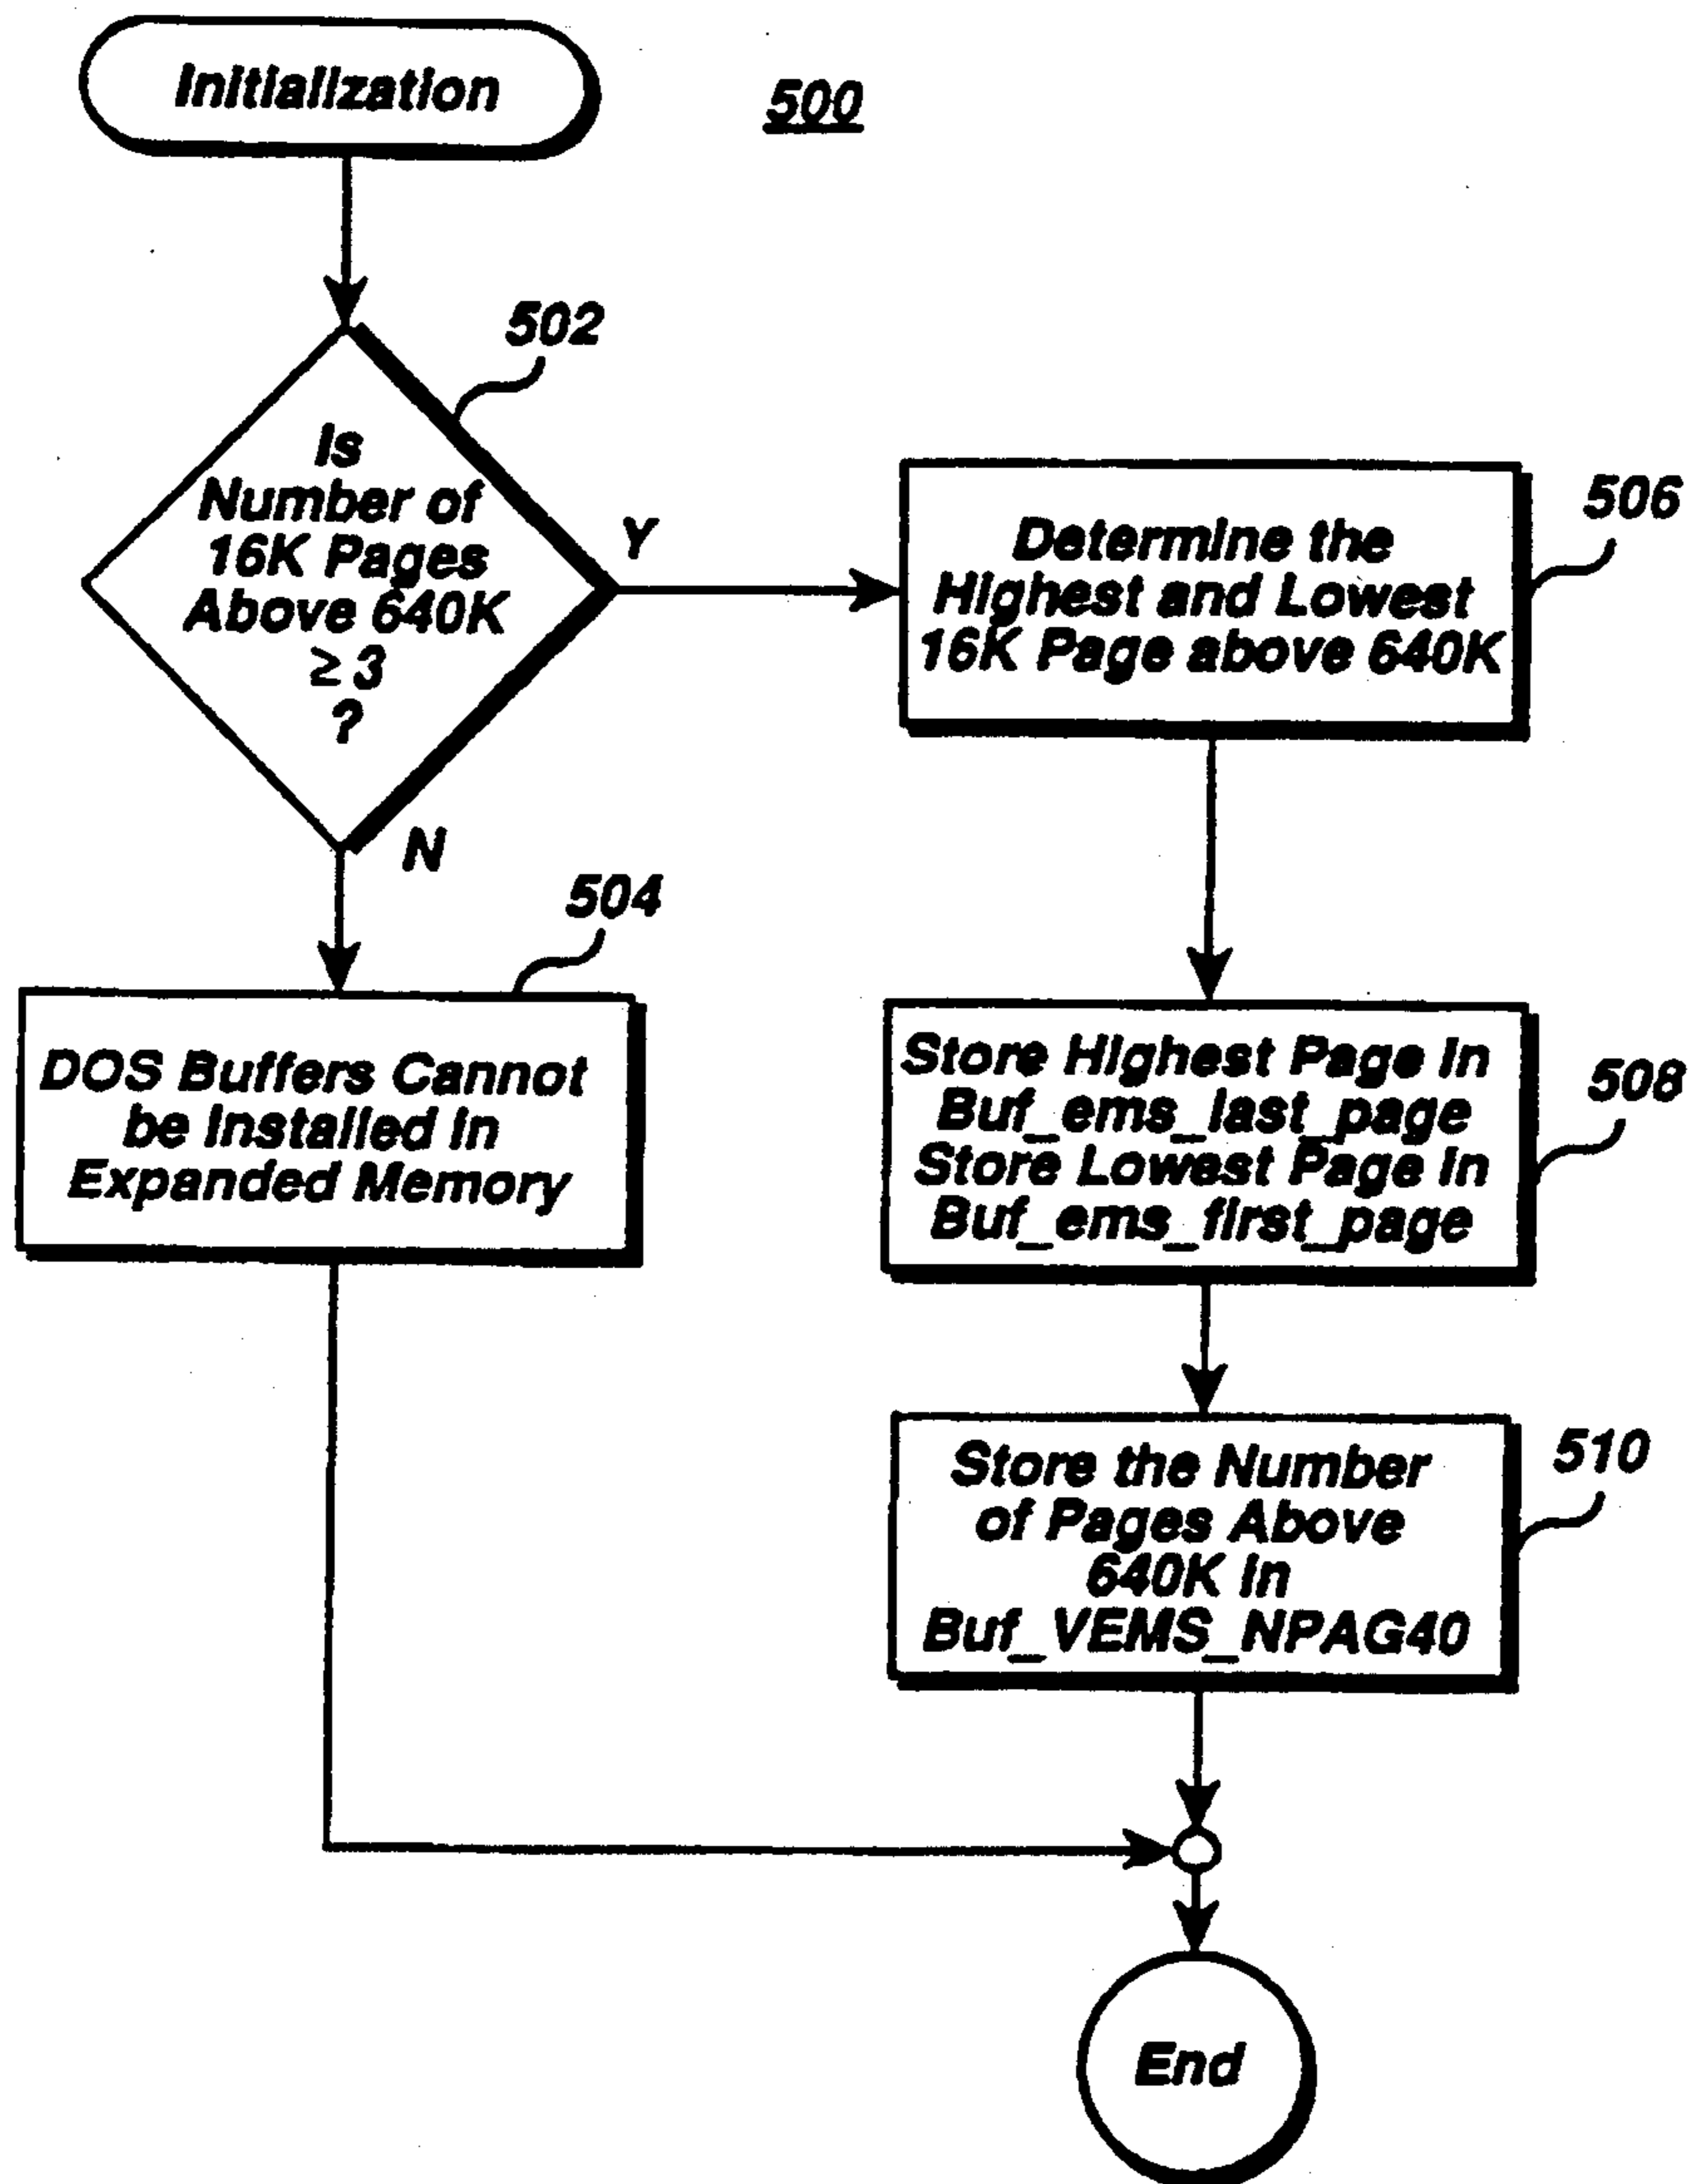 Initialization
500
502
Is
Number of
16K Pages
Above 640K
≥ 3
?
Y
N
506
Determine the
Highest and Lowest
16K Page above 640K
504
DOS Buffers Cannot
be Installed in
Expanded Memory
508
Store Highest Page in
Buf_ems_last_page
Store Lowest Page in
Buf_ems_first_page
510
Store the Number
of Pages Above
640K in
Buf_VEMS_NPAG40
End